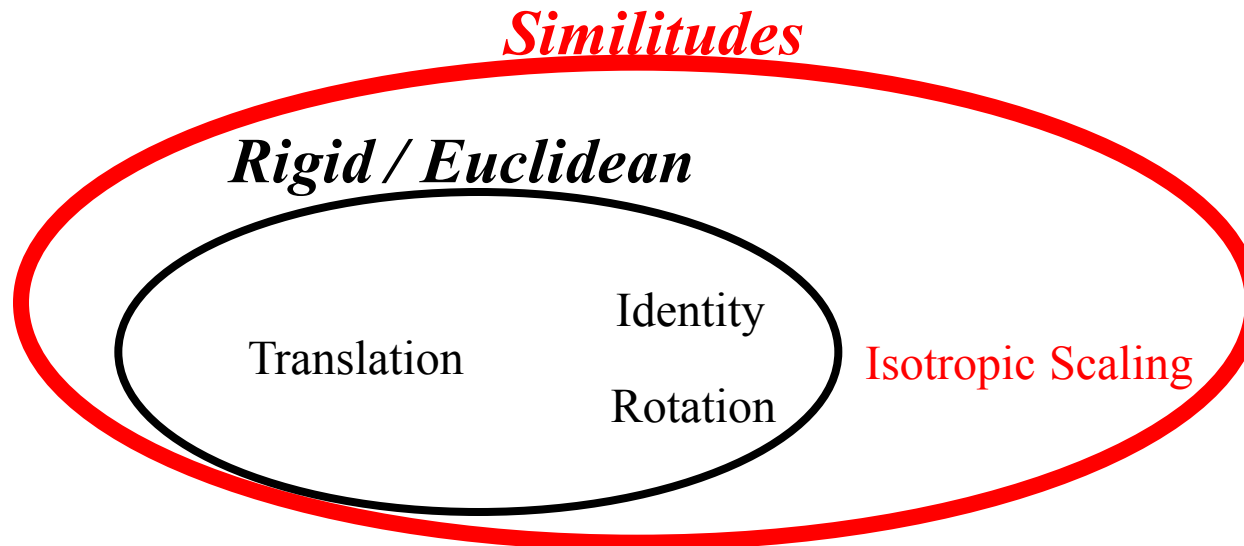 Similitudes
Rigid / Euclidean
Identity
Translation
Isotropic Scaling
Rotation